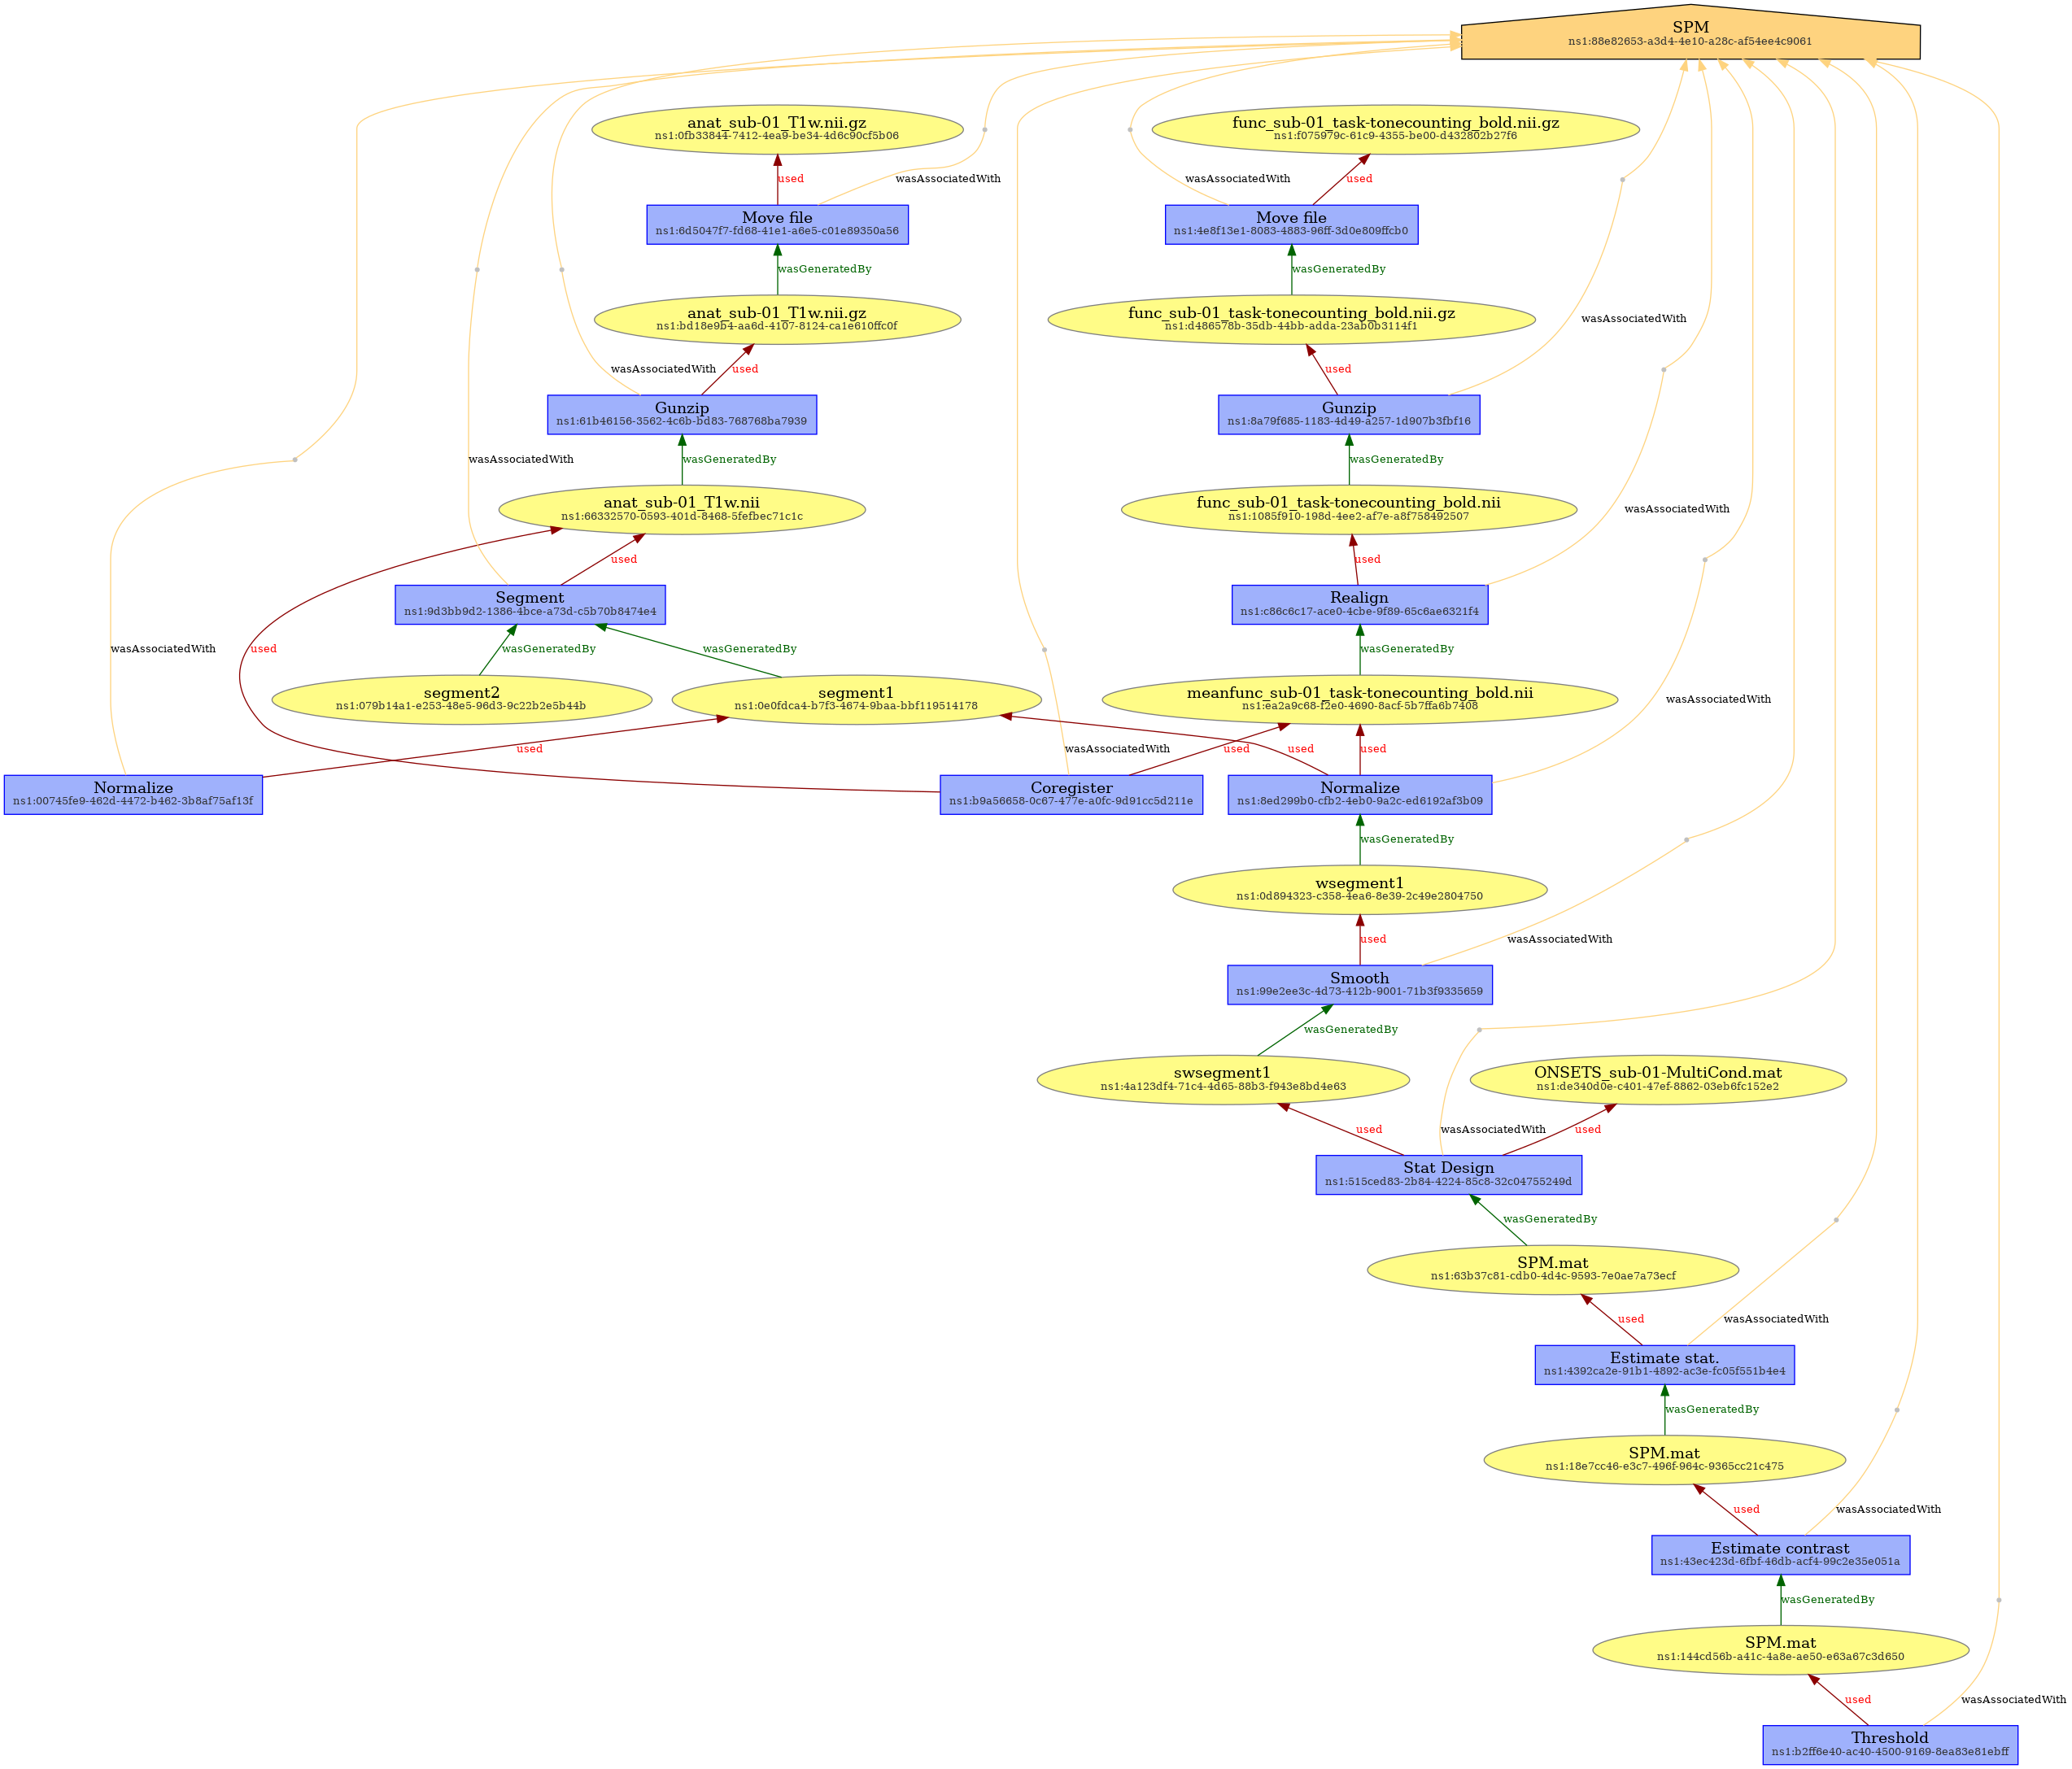 SPM
ns1:88e82653-a3d4-4e10-a28c-af54ee4c9061
anat_sub-01_T1w.nii.gz
ns1:0fb33844-7412-4ea9-be34-4d6c90cf5b06
func_sub-01_task-tonecounting_bold.nii.gz
ns1:f075979c-61c9-4355-be00-d432802b27f6
used
wasAssociatedWith
wasAssociatedWith
used
Move file
ns1:6d5047f7-fd68-41e1-a6e5-c01e89350a56
Move file
ns1:4e8f13e1-8083-4883-96ff-3d0e809ffcb0
wasGeneratedBy
wasGeneratedBy
anat_sub-01_T1w.nii.gz
ns1:bd18e9b4-aa6d-4107-8124-ca1e610ffc0f
func_sub-01_task-tonecounting_bold.nii.gz
ns1:d486578b-35db-44bb-adda-23ab0b3114f1
wasAssociatedWith
wasAssociatedWith
used
used
Gunzip
ns1:61b46156-3562-4c6b-bd83-768768ba7939
Gunzip
ns1:8a79f685-1183-4d49-a257-1d907b3fbf16
wasAssociatedWith
wasGeneratedBy
wasGeneratedBy
anat_sub-01_T1w.nii
ns1:66332570-0593-401d-8468-5fefbec71c1c
func_sub-01_task-tonecounting_bold.nii
ns1:1085f910-198d-4ee2-af7e-a8f758492507
wasAssociatedWith
used
used
Segment
ns1:9d3bb9d2-1386-4bce-a73d-c5b70b8474e4
Realign
ns1:c86c6c17-ace0-4cbe-9f89-65c6ae6321f4
wasAssociatedWith
used
wasGeneratedBy
wasGeneratedBy
wasGeneratedBy
segment2
ns1:079b14a1-e253-48e5-96d3-9c22b2e5b44b
segment1
ns1:0e0fdca4-b7f3-4674-9baa-bbf119514178
meanfunc_sub-01_task-tonecounting_bold.nii
ns1:ea2a9c68-f2e0-4690-8acf-5b7ffa6b7408
wasAssociatedWith
used
wasAssociatedWith
used
used
used
Normalize
ns1:00745fe9-462d-4472-b462-3b8af75af13f
Coregister
ns1:b9a56658-0c67-477e-a0fc-9d91cc5d211e
Normalize
ns1:8ed299b0-cfb2-4eb0-9a2c-ed6192af3b09
wasGeneratedBy
wsegment1
ns1:0d894323-c358-4ea6-8e39-2c49e2804750
used
wasAssociatedWith
Smooth
ns1:99e2ee3c-4d73-412b-9001-71b3f9335659
wasGeneratedBy
swsegment1
ns1:4a123df4-71c4-4d65-88b3-f943e8bd4e63
ONSETS_sub-01-MultiCond.mat
ns1:de340d0e-c401-47ef-8862-03eb6fc152e2
used
wasAssociatedWith
used
Stat Design
ns1:515ced83-2b84-4224-85c8-32c04755249d
wasGeneratedBy
SPM.mat
ns1:63b37c81-cdb0-4d4c-9593-7e0ae7a73ecf
used
wasAssociatedWith
Estimate stat.
ns1:4392ca2e-91b1-4892-ac3e-fc05f551b4e4
wasGeneratedBy
SPM.mat
ns1:18e7cc46-e3c7-496f-964c-9365cc21c475
used
wasAssociatedWith
Estimate contrast
ns1:43ec423d-6fbf-46db-acf4-99c2e35e051a
wasGeneratedBy
SPM.mat
ns1:144cd56b-a41c-4a8e-ae50-e63a67c3d650
used
wasAssociatedWith
Threshold
ns1:b2ff6e40-ac40-4500-9169-8ea83e81ebff